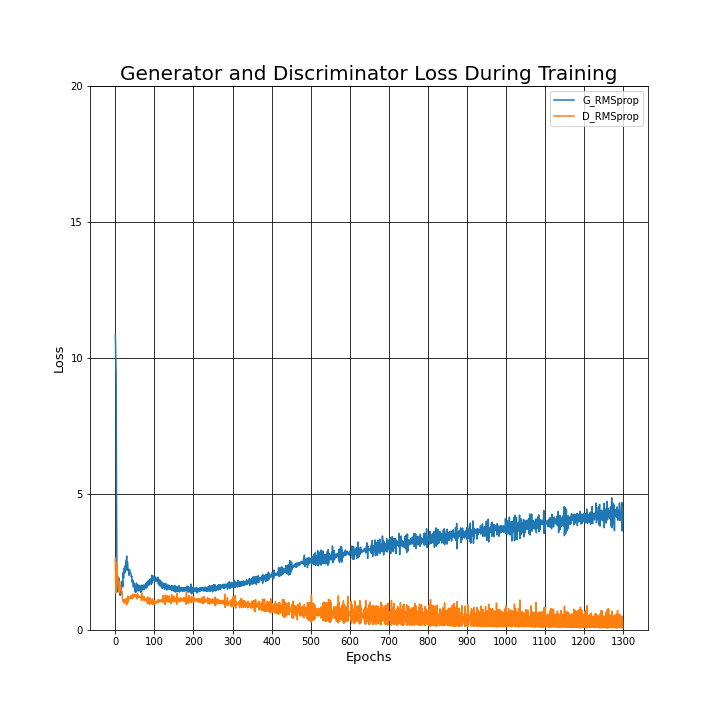 Generator and Discriminator Loss During Training
G_RMSprop
D_RMSprop
20
15
10
5
0
Loss
0 100 200 300 400 500 600 700 800 900 1000 1100 1200 1300
Epochs